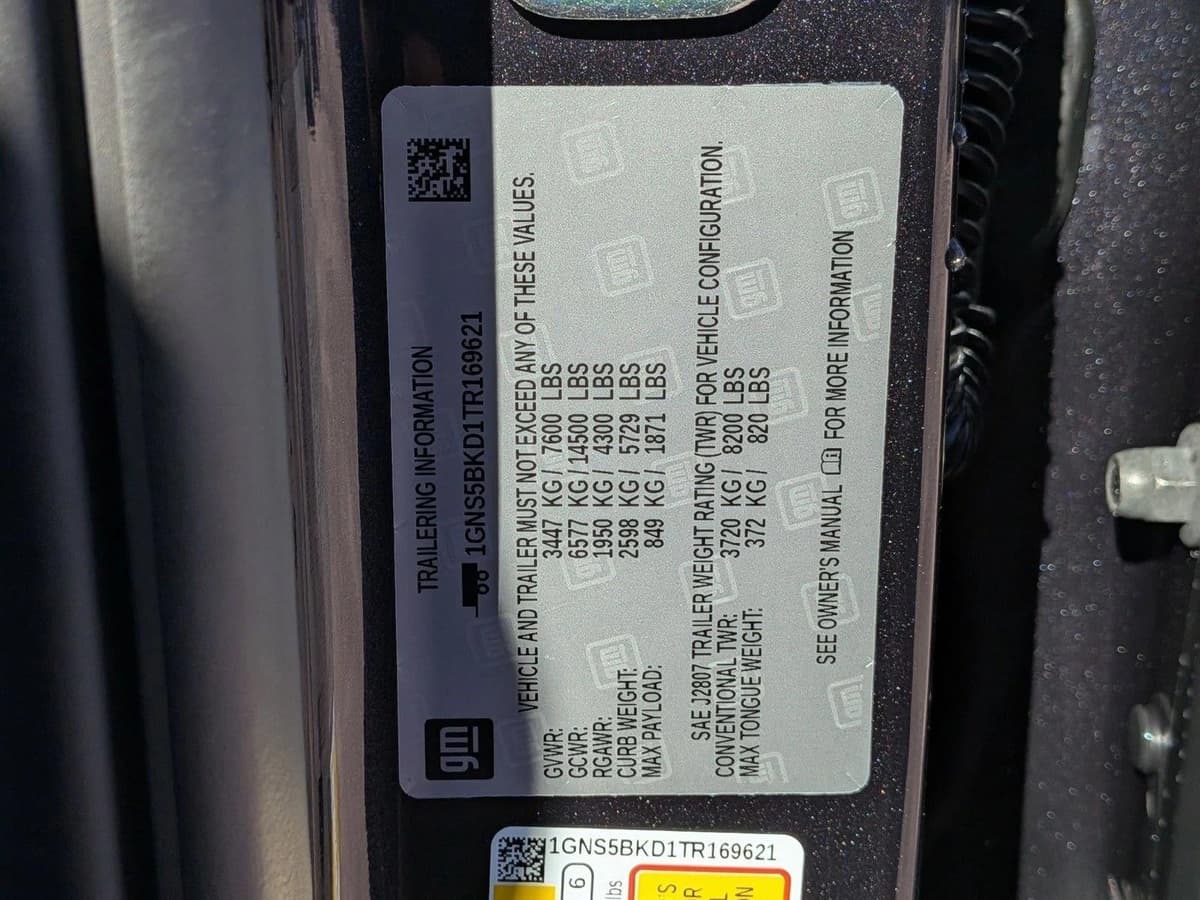 TRAILERING INFORMATION
gm
1GNS5BKD1TR169621
VEHICLE AND TRAILER MUST NOT EXCEED ANY OF THESE VALUES.
GVWR: 3447 KG / 7600 LBS
GCWR: 6577 KG / 14500 LBS
RGAWR: 1950 KG / 4300 LBS
CURB WEIGHT: 2598 KG / 5729 LBS
MAX PAYLOAD: 849 KG / 1871 LBS
SAE J2807 TRAILER WEIGHT RATING (TWR) FOR VEHICLE CONFIGURATION.
CONVENTIONAL TWR: 3720 KG / 8200 LBS
MAX TONGUE WEIGHT: 372 KG / 820 LBS
SEE OWNER'S MANUAL FOR MORE INFORMATION
1GNS5BKD1TR169621
6
lbs